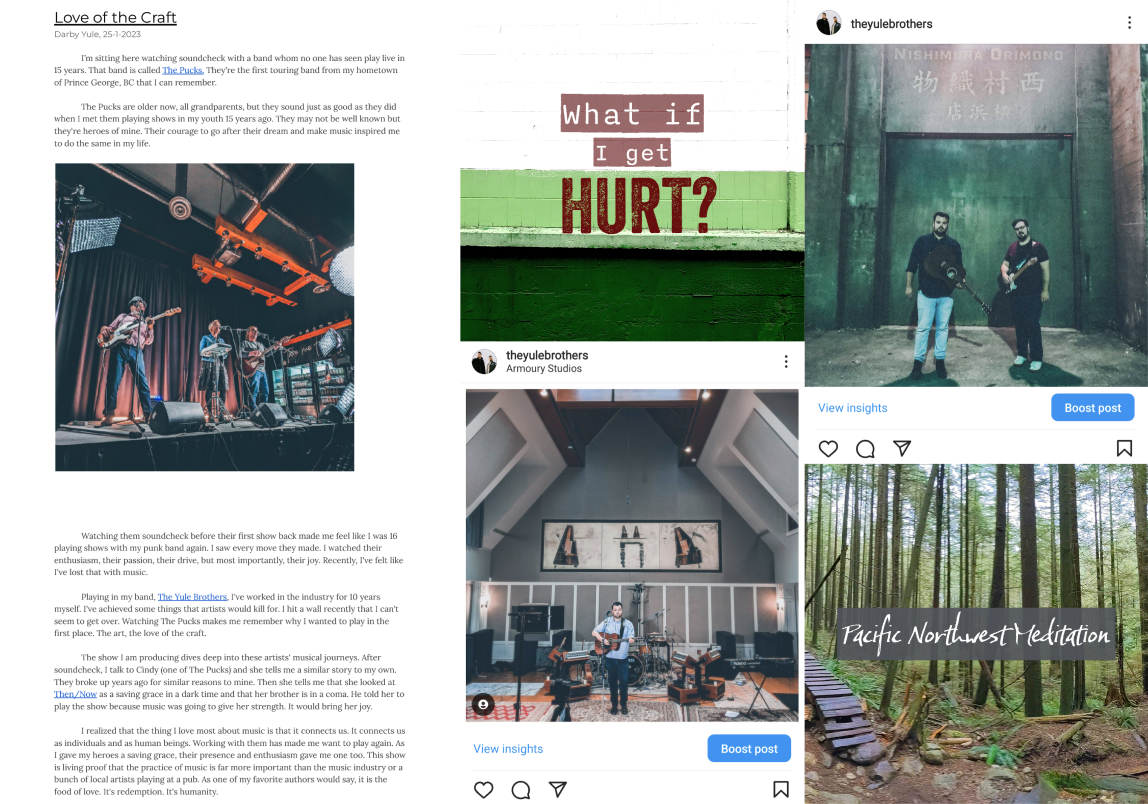 Love of the Craft
Darby Yule, 25-1-2023
I'm sitting here watching soundcheck with a band whom no one has seen play live in
15 years. That band is called The Pucks. They're the first touring band from my hometown
of Prince George, BC that I can remember.
The Pucks are older now, all grandparents, but they sound just as good as they did
when I met them playing shows in my youth 15 years ago. They may not be well known but
they're heroes of mine. Their courage to go after their dream and make music inspired me
to do the same in my life.
Watching them soundcheck before their first show back made me feel like I was 16
playing shows with my punk band again. I saw every move they made. I watched their
enthusiasm, their passion, their drive, but most importantly, their joy. Recently, I've felt like
I've lost that with music.
Playing in my band, The Yule Brothers, I've worked in the industry for 10 years
myself. I've achieved some things that artists would kill for. I hit a wall recently that I can't
seem to get over. Watching The Pucks makes me remember why I wanted to play in the
first place. The art, the love of the craft.
The show I am producing dives deep into these artists' musical journeys. After
soundcheck, I talk to Cindy (one of The Pucks) and she tells me a similar story to my own.
They broke up years ago for similar reasons to mine. Then she tells me that she looked at
Then/Now as a saving grace in a dark time and that her brother is in a coma. He told her to
play the show because music was going to give her strength. It would bring her joy.
I realized that the thing I love most about music is that it connects us. It connects us
as individuals and as human beings. Working with them has made me want to play again. As
I gave my heroes a saving grace, their presence and enthusiasm gave me one too. This show
is living proof that the practice of music is far more important than the music industry or a
bunch of local artists playing at a pub. As one of my favorite authors would say, it is the
food of love. It's redemption. It's humanity.
What if
I get
HURT?
theyulebrothers
Armoury Studios
View insights
Boost post
theyulebrothers
NISHIMURA ORIMONO
物織村西
店浜横
View insights
Boost post
Pacific Northwest Meditation